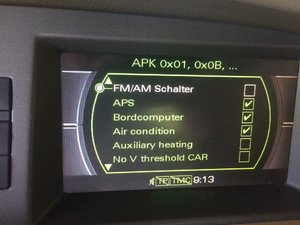 APK 0x01, 0x0B, ...
FM/AM Schalter
APS
Bordcomputer
Air condition
Auxiliary heating
No V threshold CAR
TP TMC 9:13